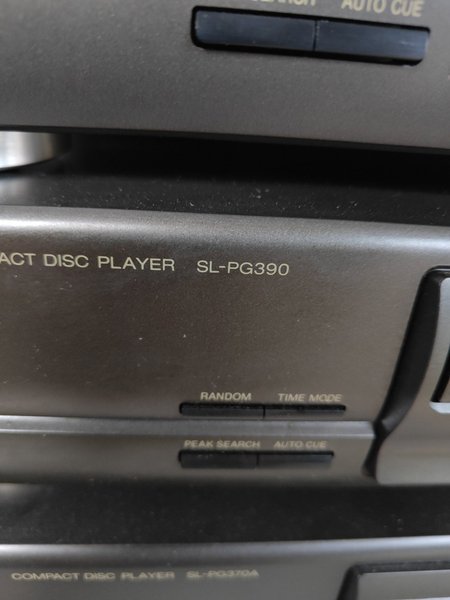 AUTO CUE
ACT DISC PLAYER SL-PG390
RANDOM TIME MODE
PEAK SEARCH AUTO CUE
COMPACT DISC PLAYER SL-PG370A